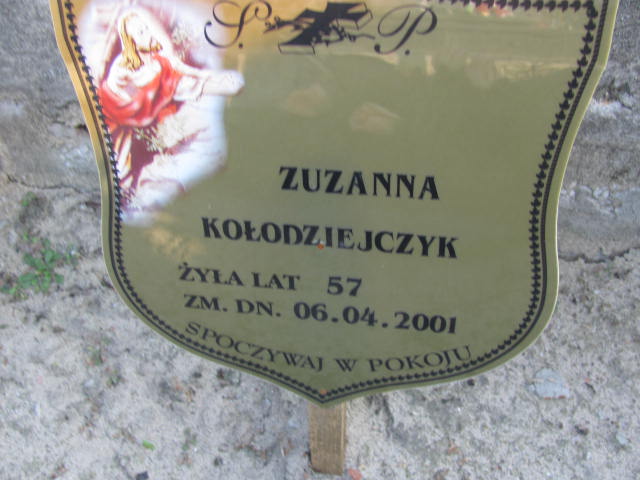 Ś. P.
ZUZANNA
KOŁODZIEJCZYK
ŻYŁA LAT 57
ZM. DN. 06.04.2001
SPOCZYWAJ W POKOJU